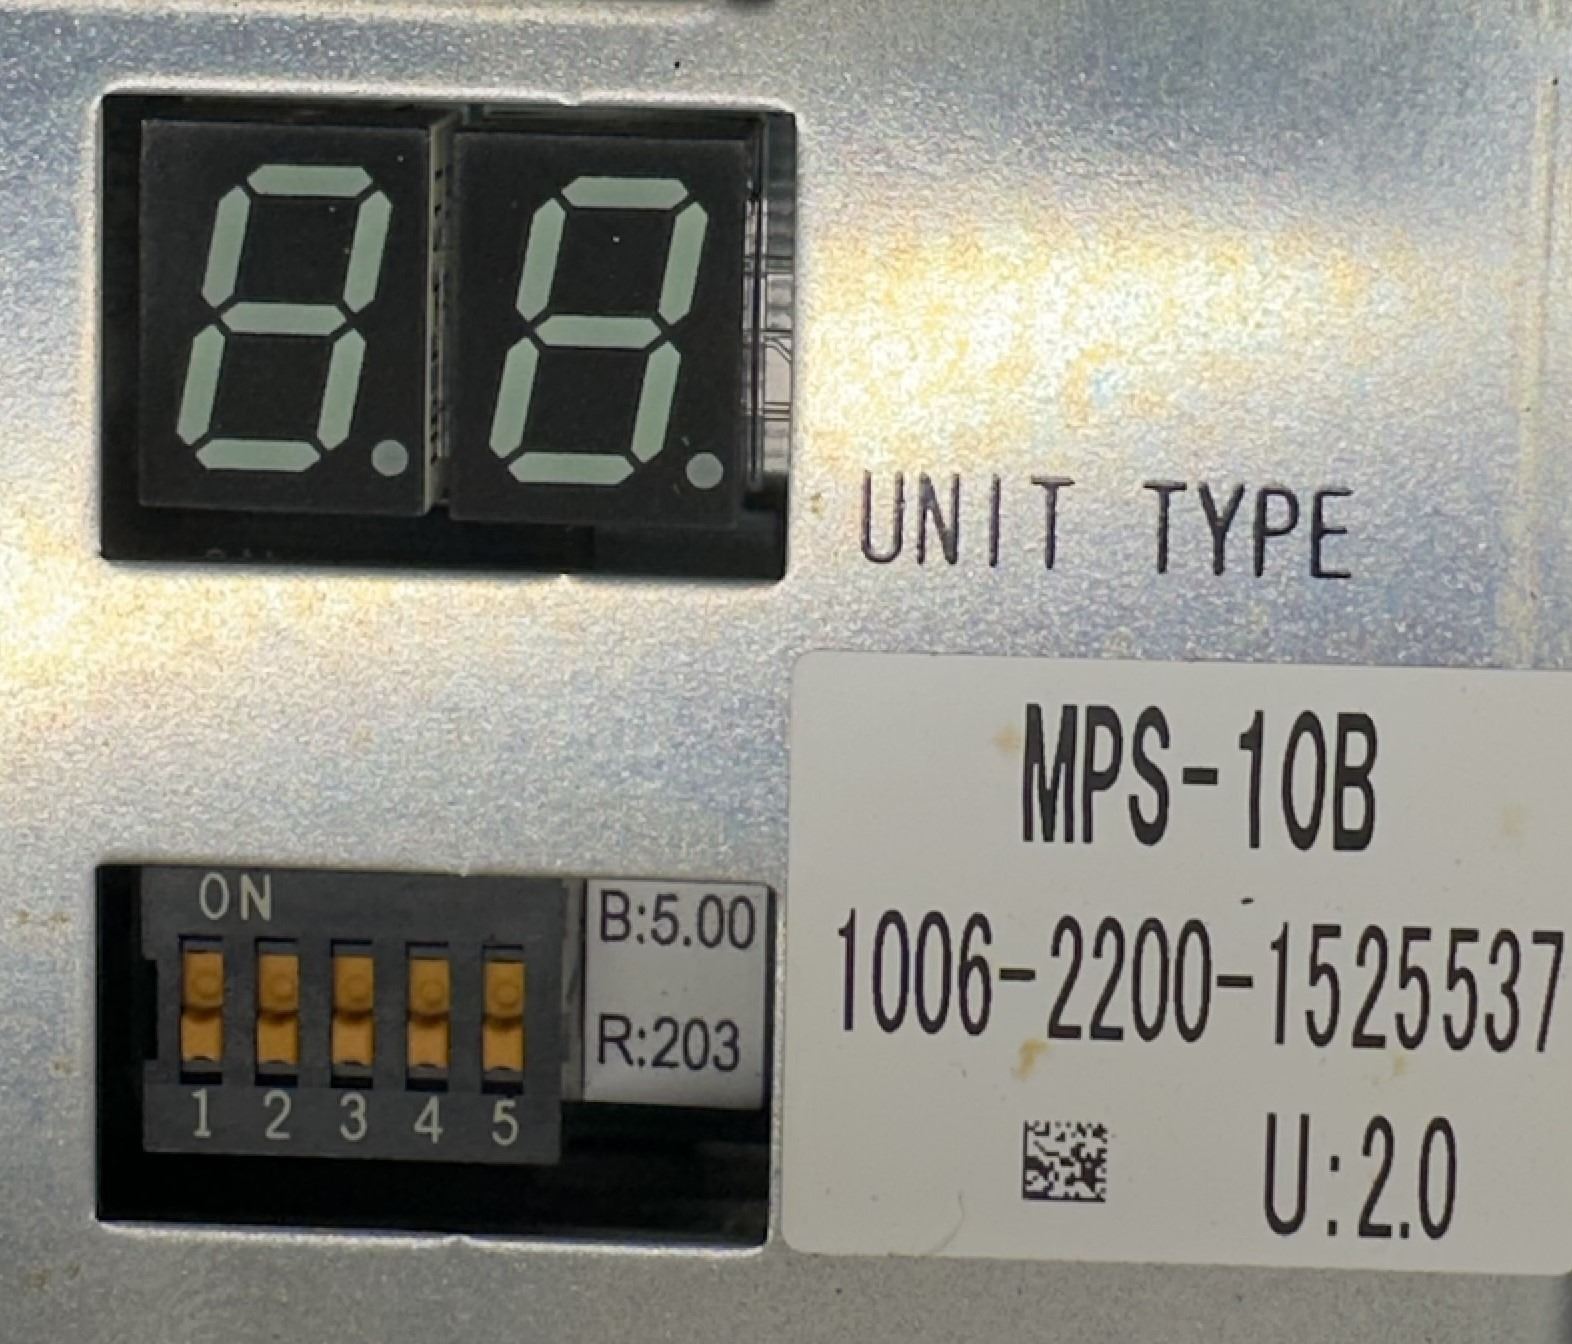 UNIT TYPE
MPS-10B
1006-2200-1525537
U:2.0
ON
1 2 3 4 5
B:5.00
R:203